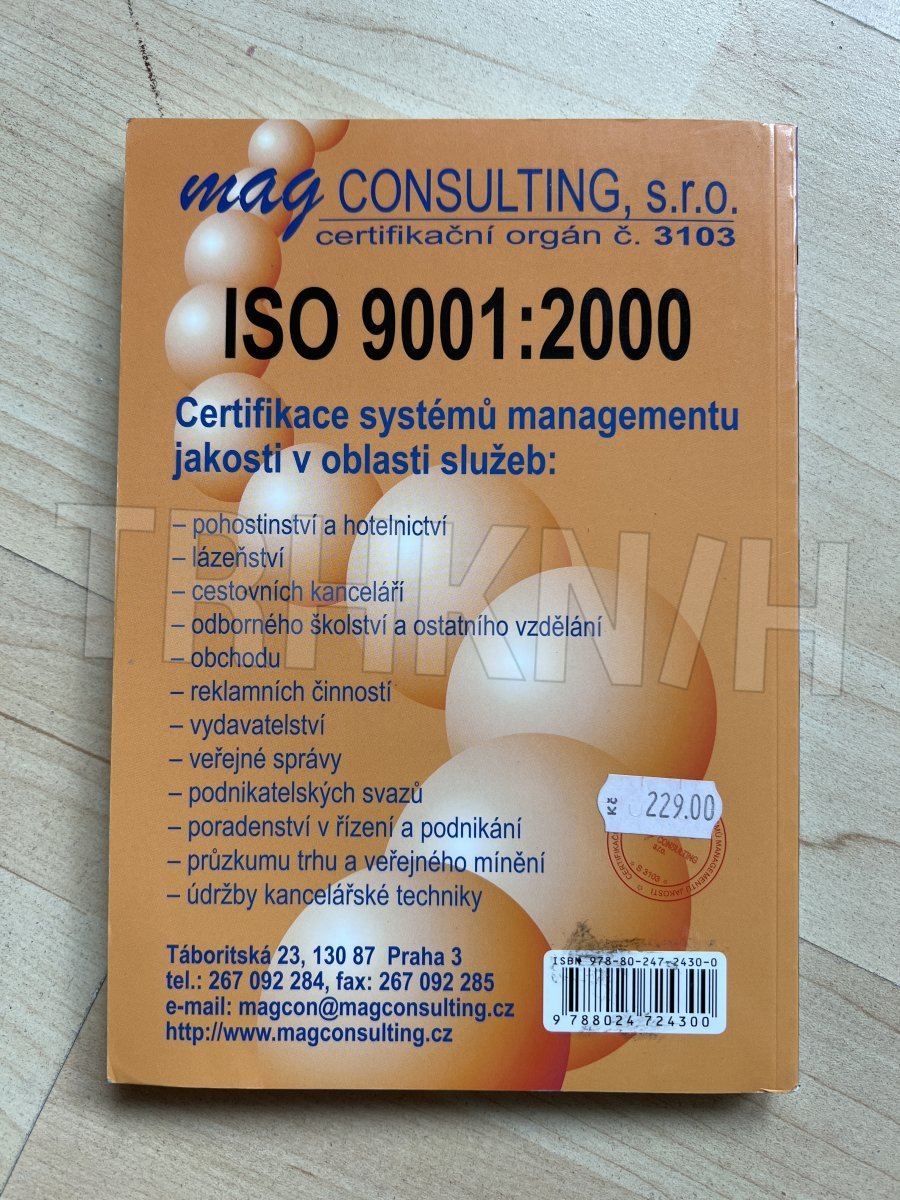 mag CONSULTING, s.r.o.
certifikační orgán č. 3103
ISO 9001:2000
Certifikace systémů managementu
jakosti v oblasti služeb:
– pohostinství a hotelnictví
– lázeňství
– cestovních kanceláří
– odborného školství a ostatního vzdělání
– obchodu
– reklamních činností
– vydavatelství
– veřejné správy
– podnikatelských svazů
– poradenství v řízení a podnikání
– průzkumu trhu a veřejného mínění
– údržby kancelářské techniky
Kč 229.00
CONSULTING
s.r.o.
S 3103
MANAGEMENTU JAKOSTI
Táboritská 23, 130 87 Praha 3
tel.: 267 092 284, fax: 267 092 285
e-mail: magcon@magconsulting.cz
http://www.magconsulting.cz
ISBN 978-80-247-2430-0
9 788024 724300
TRHKNIH